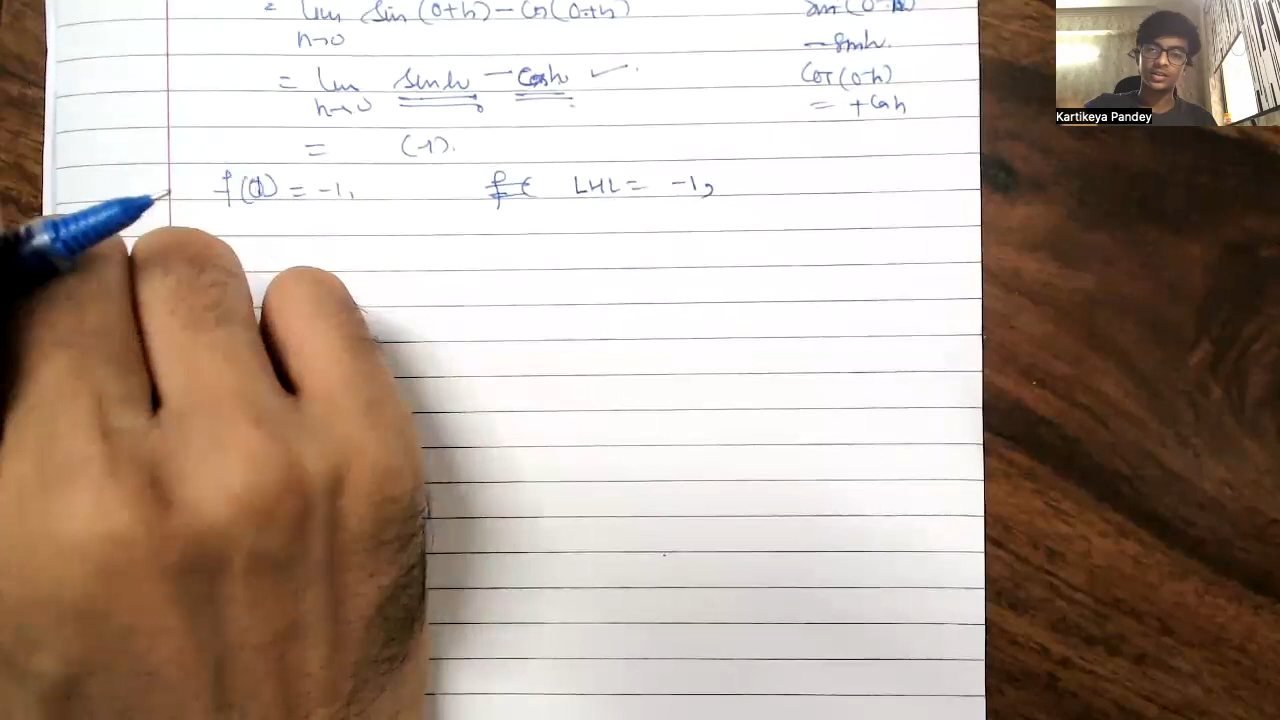 = lim sin (0+h) - Cos(0+h)
h→0
= lim sinh - Cosh ✓
h→0
= (-1).
f(0) = -1, LHL = -1,
sin(0-h)
- sinh.
Cos(0-h)
= + Cosh
Kartikeya Pandey